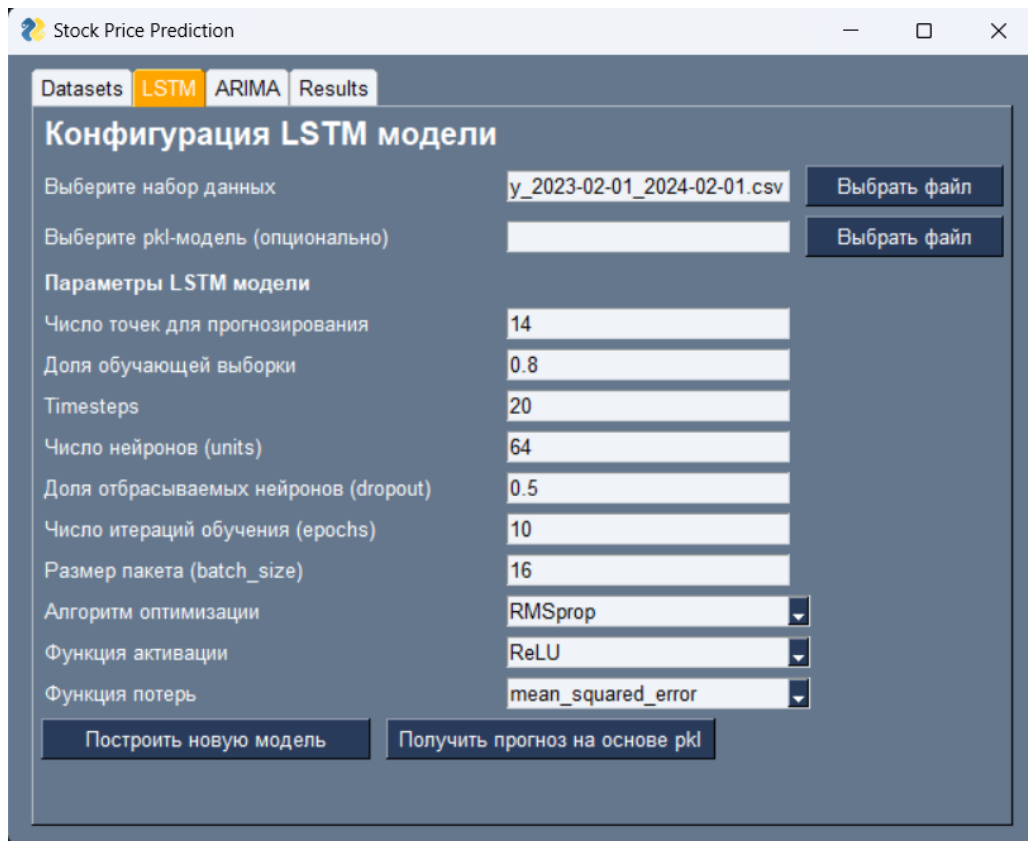 Stock Price Prediction
Datasets LSTM ARIMA Results
Конфигурация LSTM модели
Выберите набор данных y_2023-02-01_2024-02-01.csv Выбрать файл
Выберите pkl-модель (опционально) Выбрать файл
Параметры LSTM модели
Число точек для прогнозирования 14
Доля обучающей выборки 0.8
Timesteps 20
Число нейронов (units) 64
Доля отбрасываемых нейронов (dropout) 0.5
Число итераций обучения (epochs) 10
Размер пакета (batch_size) 16
Алгоритм оптимизации RMSprop
Функция активации ReLU
Функция потерь mean_squared_error
Построить новую модель Получить прогноз на основе pkl